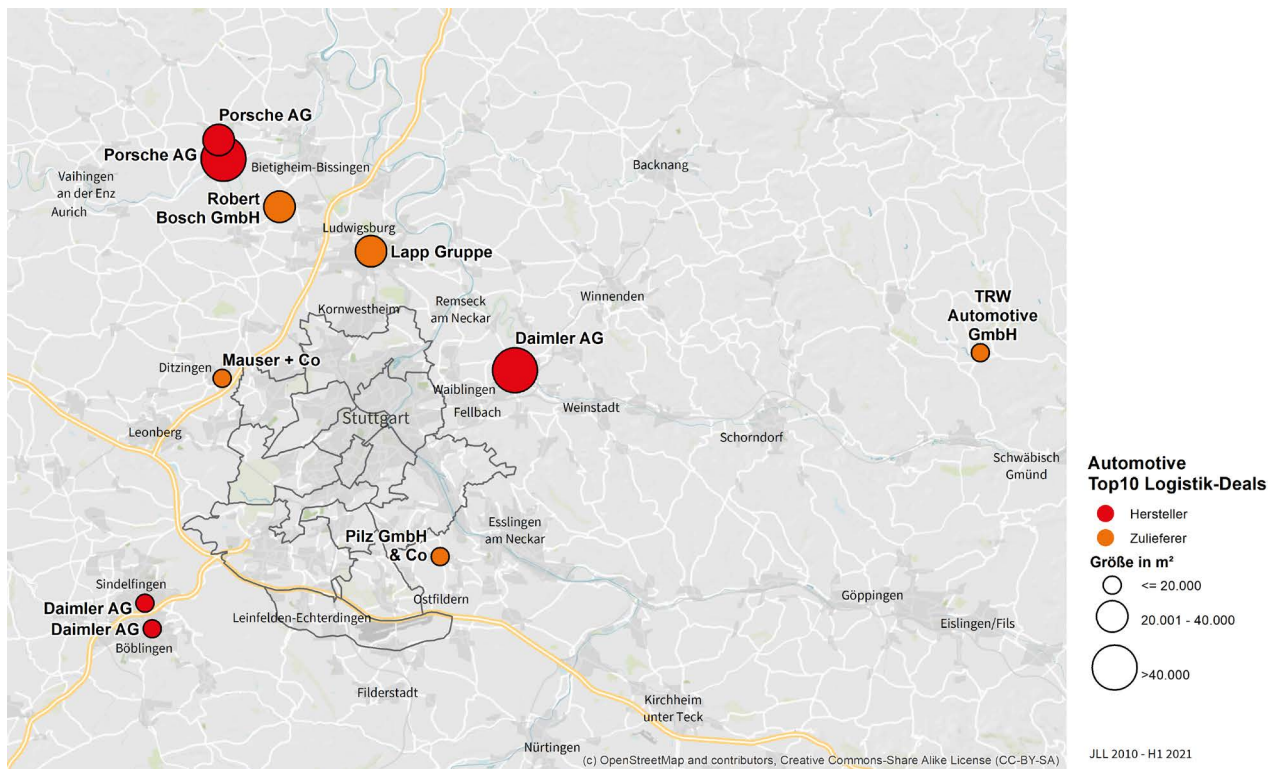 Porsche AG
Porsche AG
Bietigheim-Bissingen
Vaihingen
an der Enz
Aurich
Backnang
Robert
Bosch GmbH
Ludwigsburg
Lapp Gruppe
Kornwestheim
Remseck
am Neckar
Winnenden
TRW
Automotive
GmbH
Daimler AG
Mauser + Co
Ditzingen
Waiblingen
Fellbach
Weinstadt
Stuttgart
Leonberg
Schorndorf
Schwäbisch
Gmünd
Esslingen
am Neckar
Pilz GmbH
& Co
Sindelfingen
Daimler AG
Daimler AG
Böblingen
Ostfildern
Leinfelden-Echterdingen
Göppingen
Eislingen/Fils
Filderstadt
Kirchheim
unter Teck
Nürtingen
(c) OpenStreetMap and contributors, Creative Commons-Share Alike License (CC-BY-SA)
Automotive
Top10 Logistik-Deals
Hersteller
Zulieferer
Größe in m²
<= 20.000
20.001 - 40.000
>40.000
JLL 2010 - H1 2021